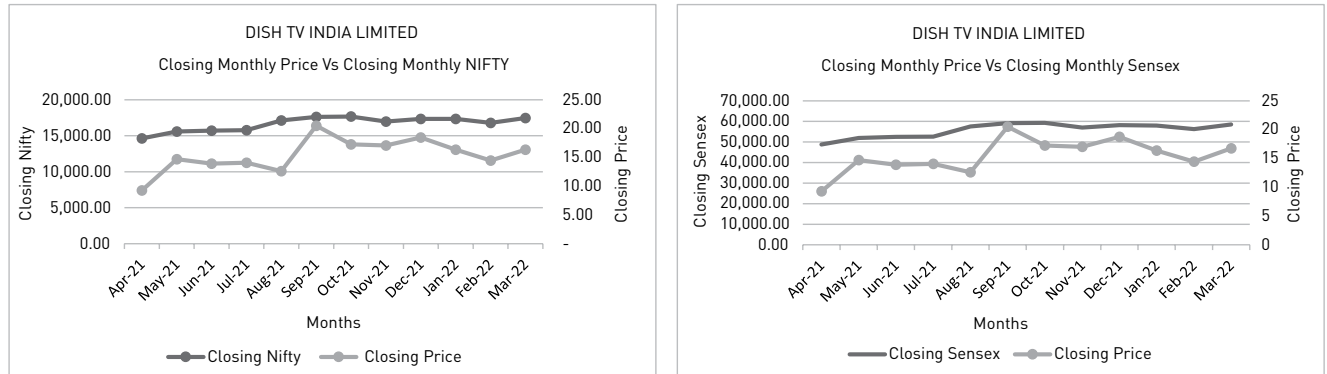 DISH TV INDIA LIMITED
Closing Monthly Price Vs Closing Monthly NIFTY
20,000.00
15,000.00
10,000.00
5,000.00
0.00
Closing Nifty
25.00
20.00
15.00
10.00
5.00
-
Closing Price
Apr-21
May-21
Jun-21
Jul-21
Aug-21
Sep-21
Oct-21
Nov-21
Dec-21
Jan-22
Feb-22
Mar-22
Months
Closing Nifty
Closing Price
DISH TV INDIA LIMITED
Closing Monthly Price Vs Closing Monthly Sensex
70,000.00
60,000.00
50,000.00
40,000.00
30,000.00
20,000.00
10,000.00
0.00
Closing Sensex
25
20
15
10
5
0
Closing Price
Apr-21
May-21
Jun-21
Jul-21
Aug-21
Sep-21
Oct-21
Nov-21
Dec-21
Jan-22
Feb-22
Mar-22
Months
Closing Sensex
Closing Price